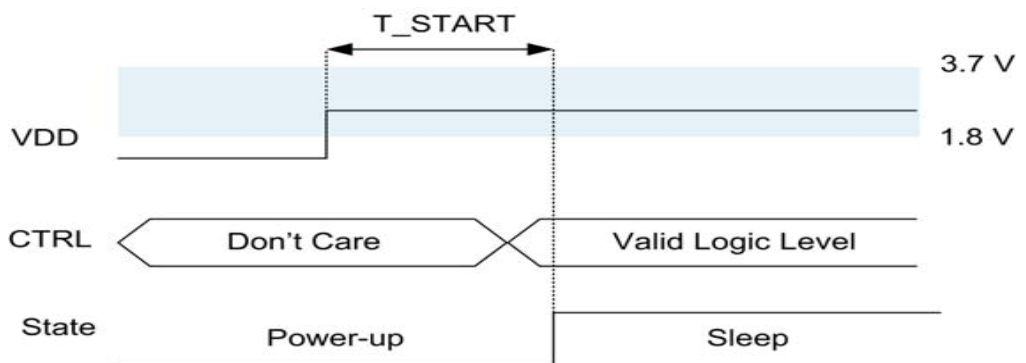 T_START
3.7 V
VDD
1.8 V
CTRL
Don't Care
Valid Logic Level
State
Power-up
Sleep